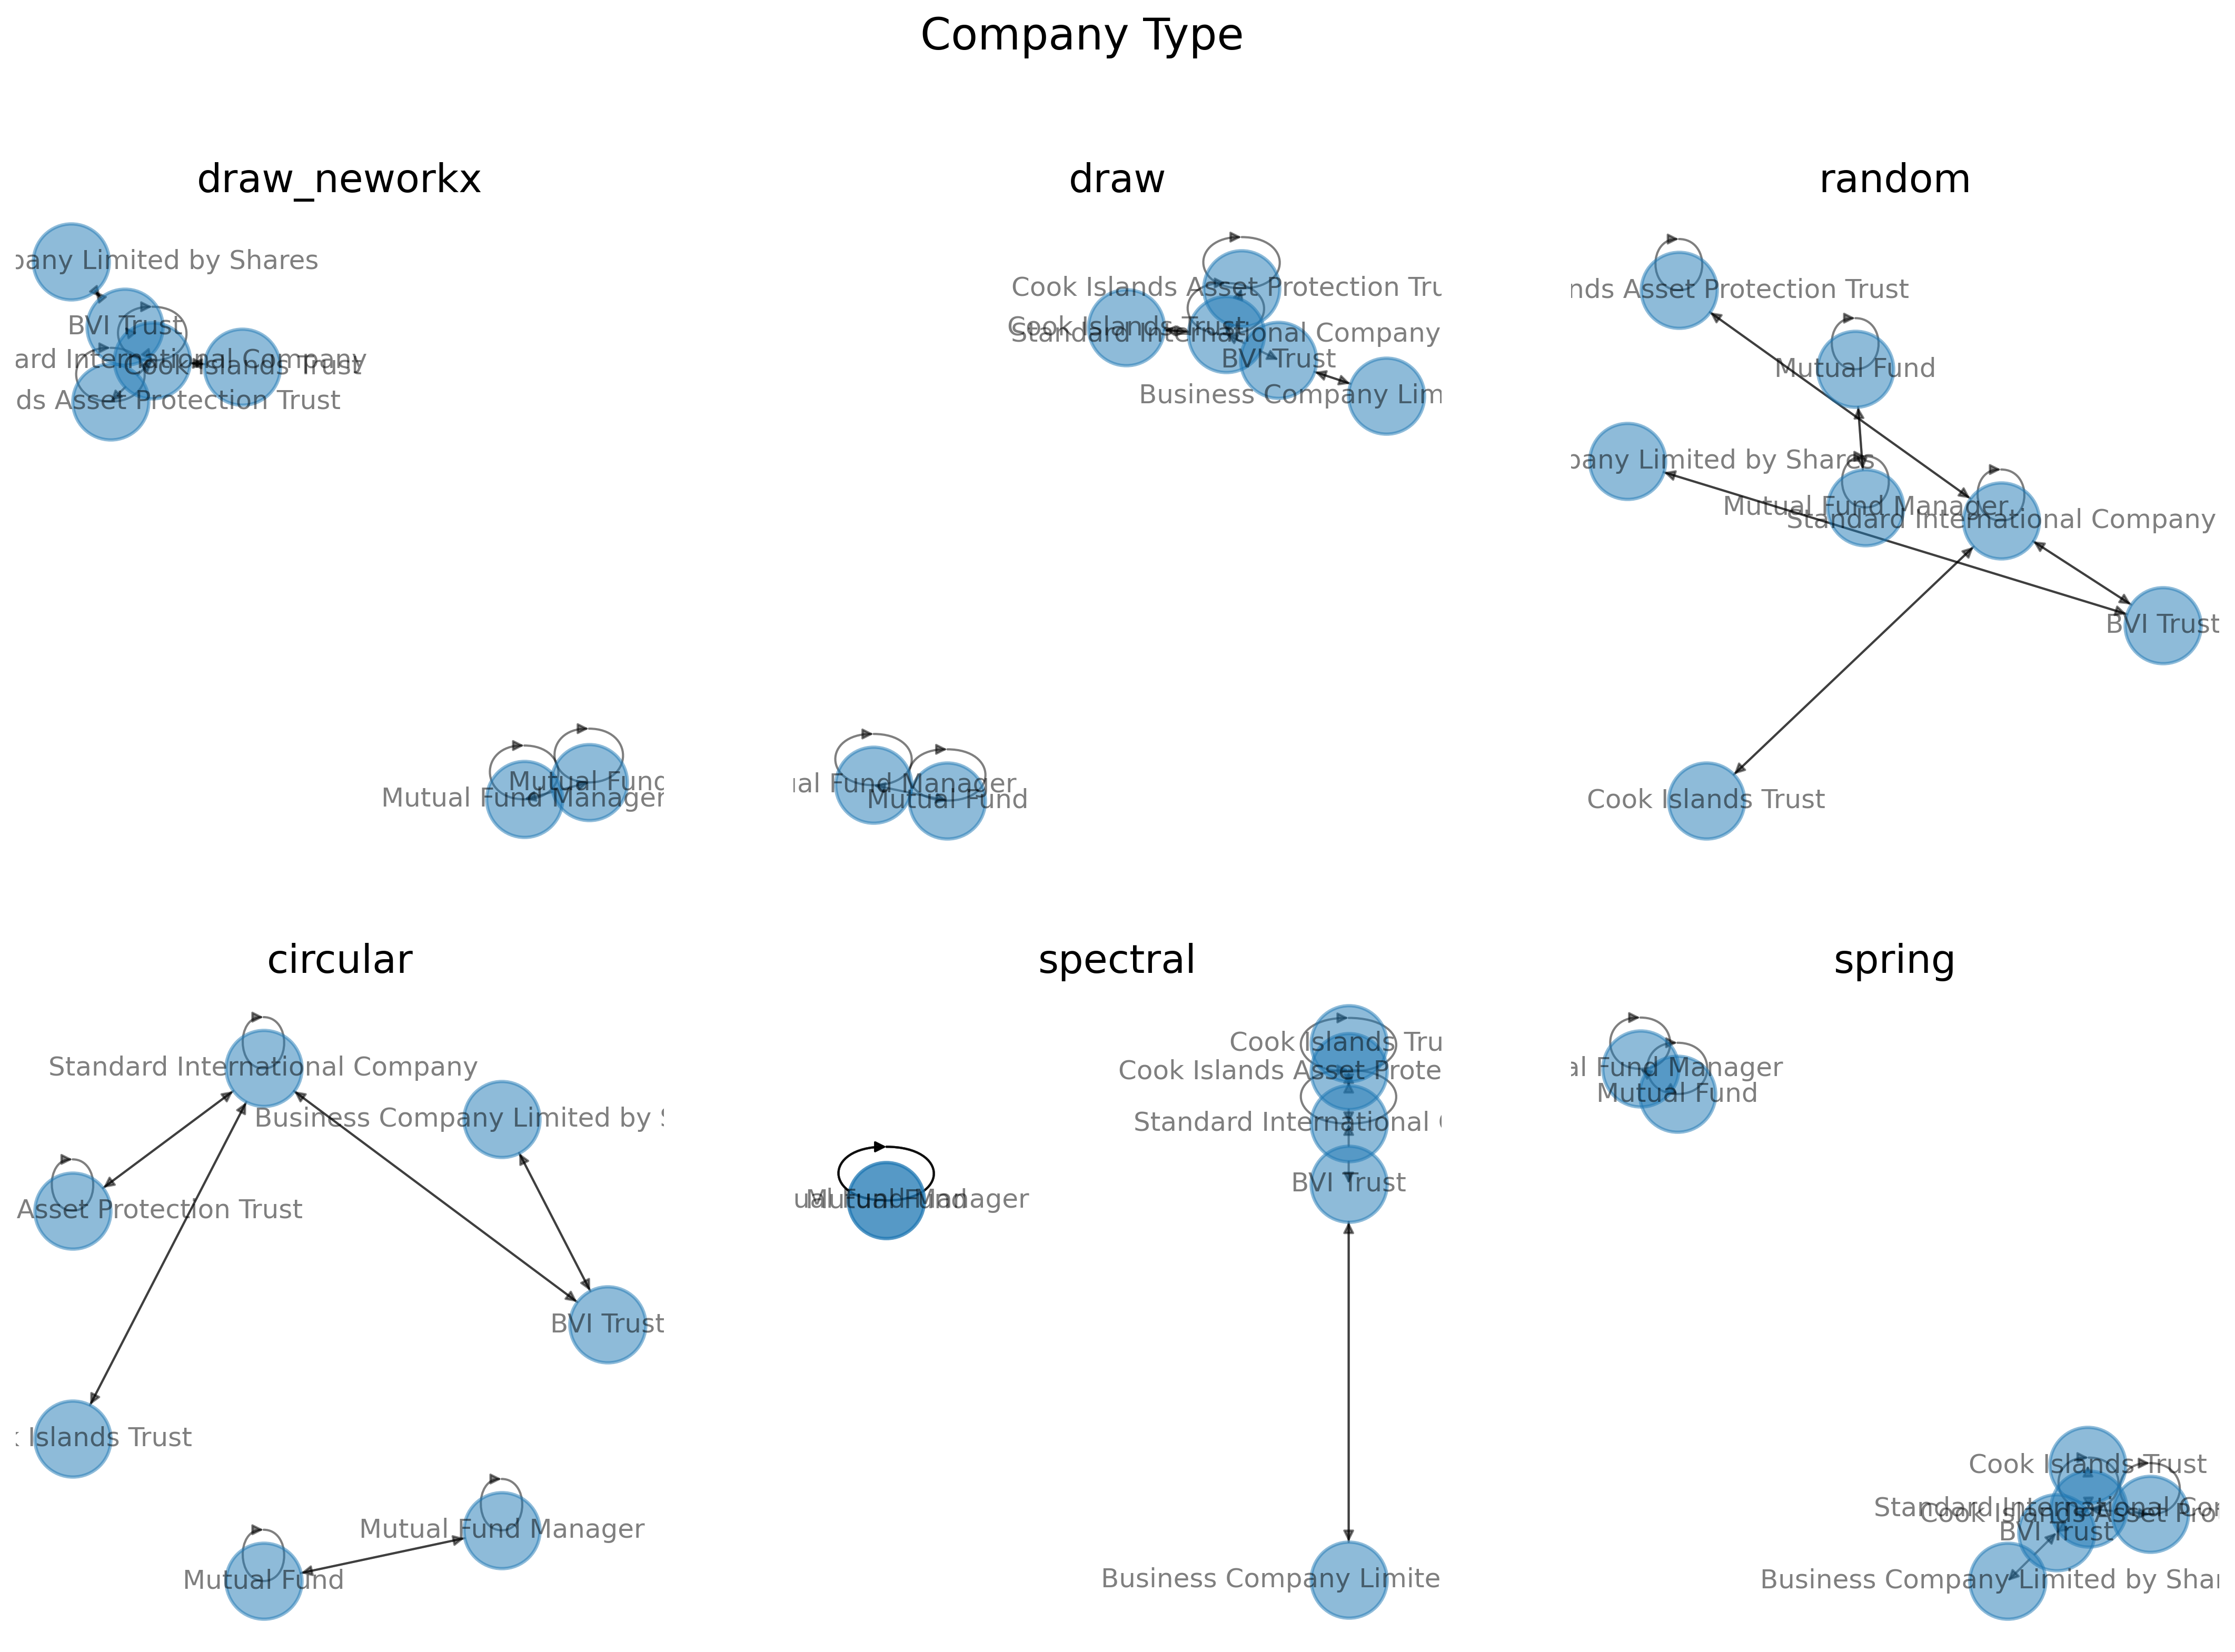 Company Type
draw_neworkx
pany Limited by Shares
BVI Trust
ard International Company
Cook Islands Trust
ds Asset Protection Trust
Mutual Fund
Mutual Fund Manager
draw
Cook Islands Asset Protection Tru
Cook Islands Trust
Standard International Company
BVI Trust
Business Company Lim
ual Fund Manager
Mutual Fund
random
nds Asset Protection Trust
Mutual Fund
pany Limited by Shares
Mutual Fund Manager
Standard International Company
BVI Trust
Cook Islands Trust
circular
Standard International Company
Business Company Limited by S
Asset Protection Trust
BVI Trust
k Islands Trust
Mutual Fund Manager
Mutual Fund
spectral
Cook Islands Tru
Cook Islands Asset Prote
Standard International C
BVI Trust
ual Fund Manager
Mutual Fund
Business Company Limite
spring
al Fund Manager
Mutual Fund
Cook Islands Trust
Standard International Co
Cook Islands Asset Pro
BVI Trust
Business Company Limited by Shar